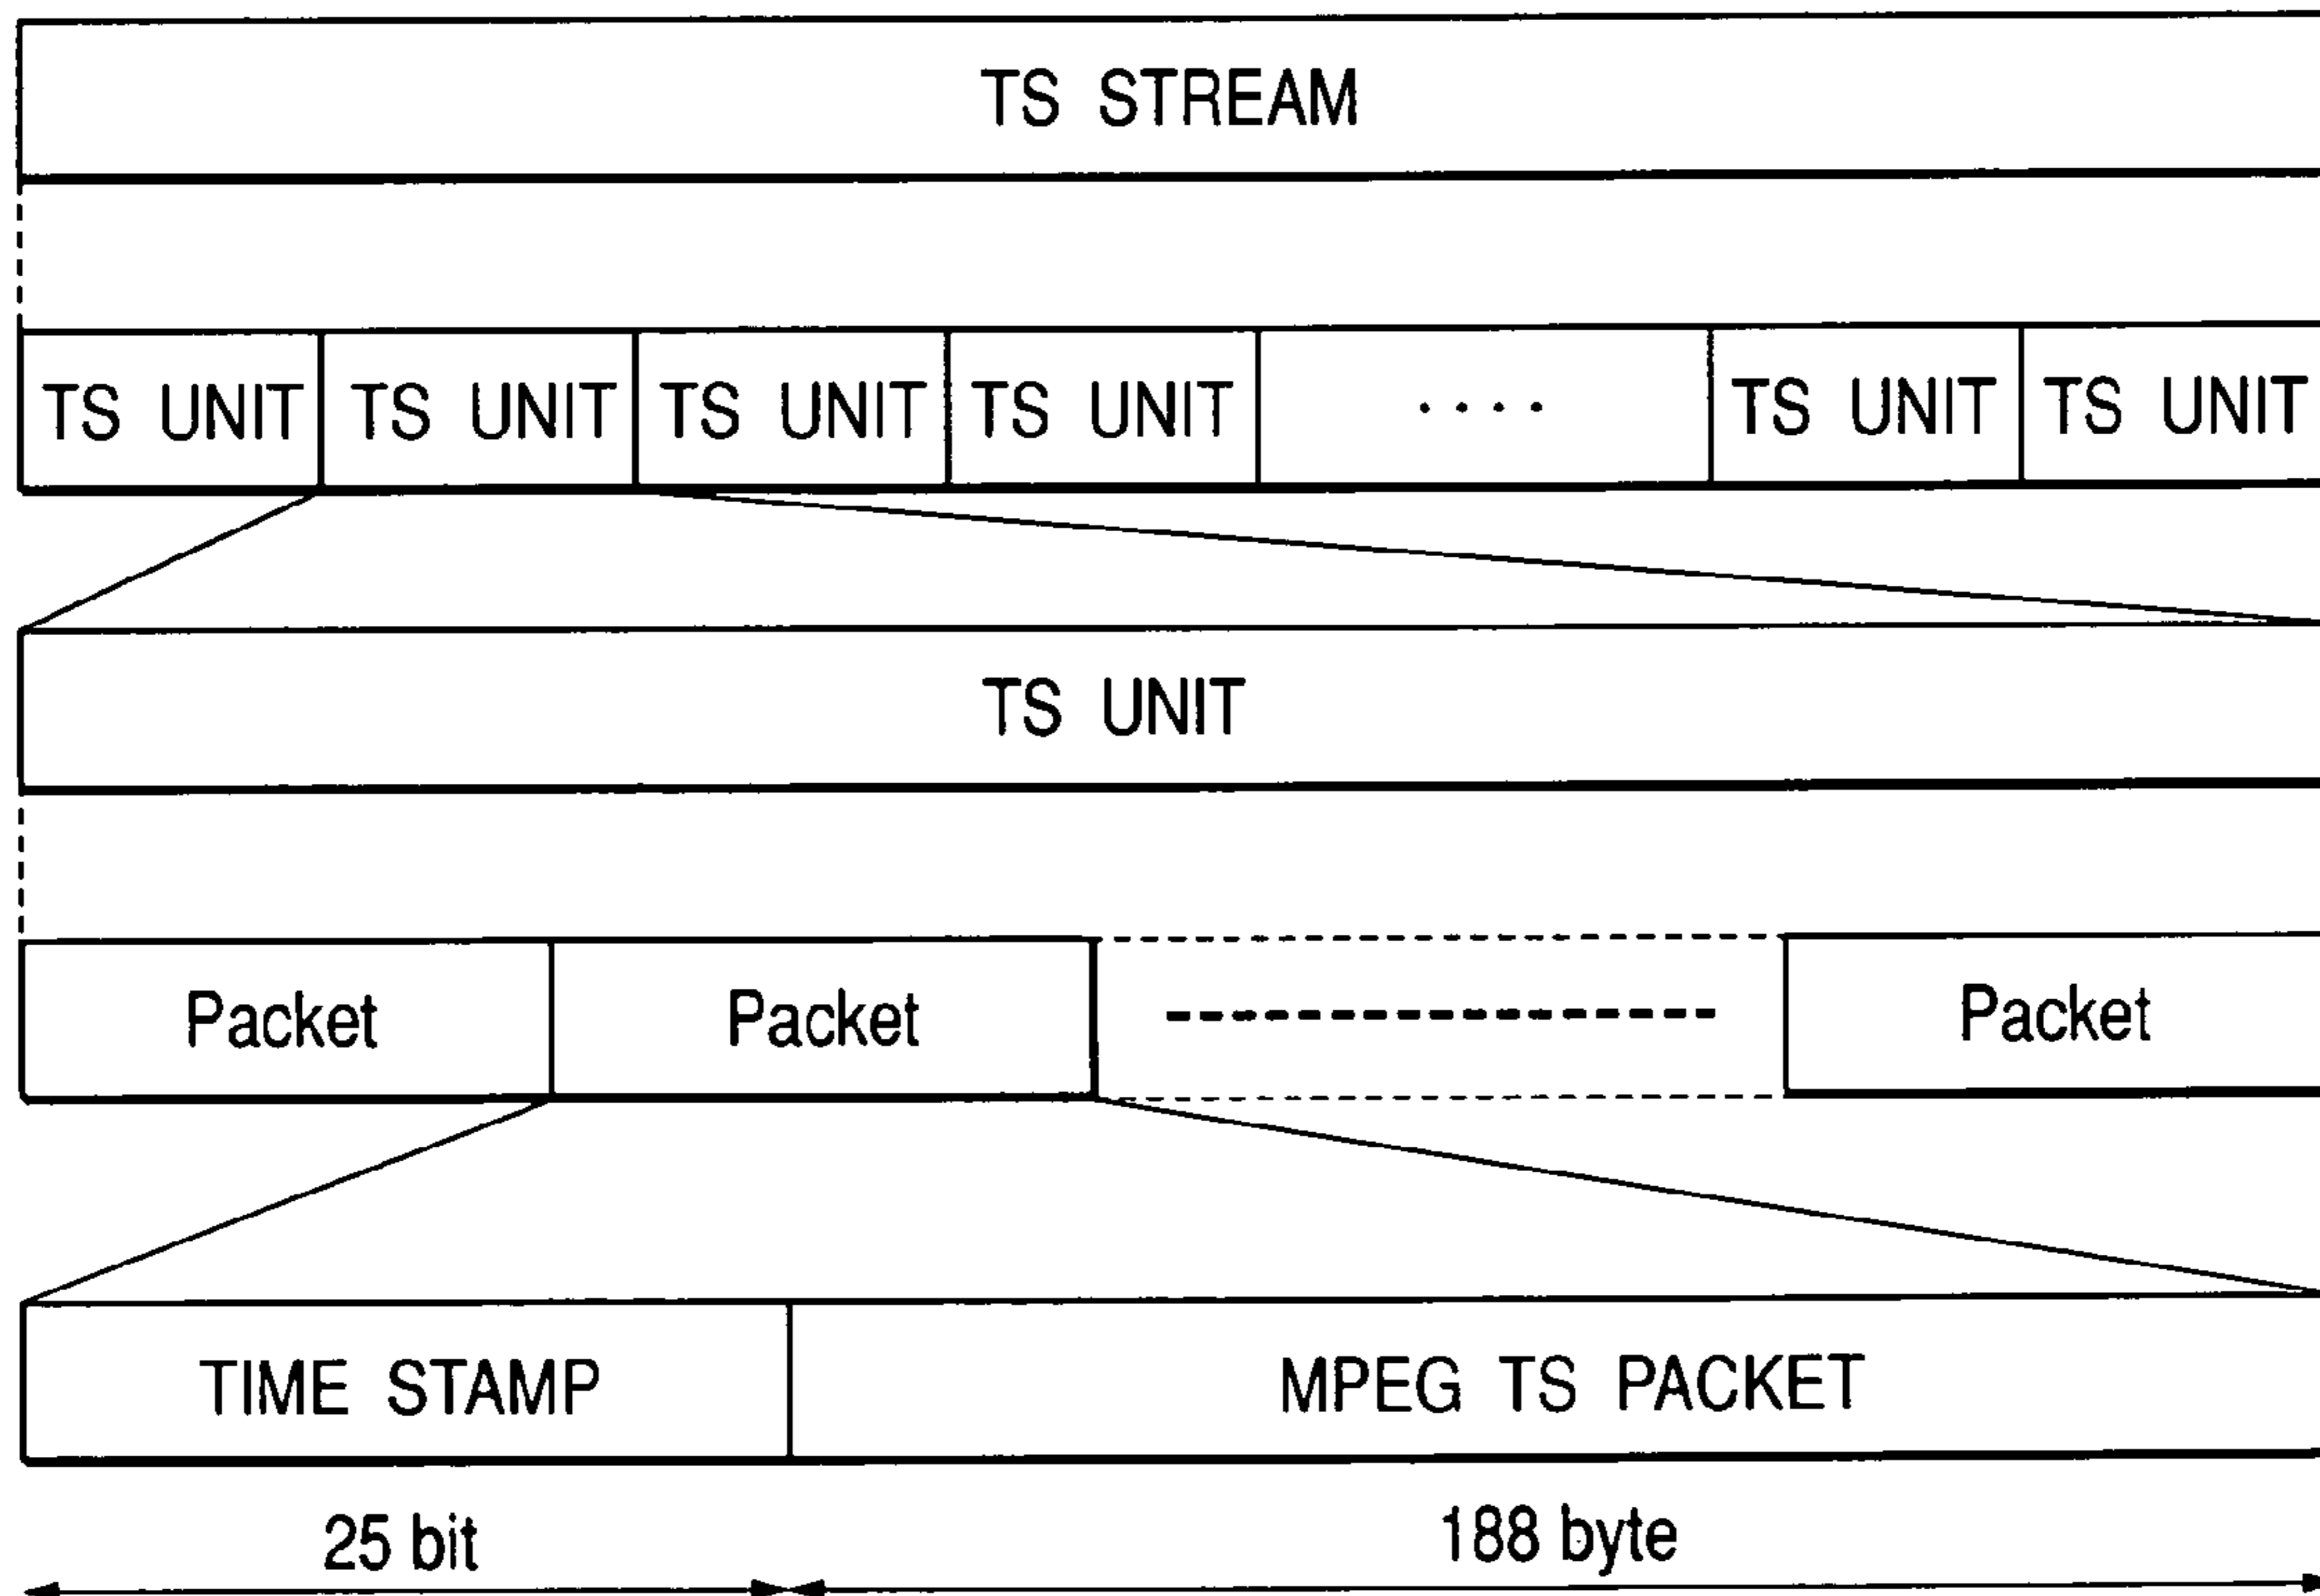 TS STREAM
TS UNIT TS UNIT TS UNIT TS UNIT .... TS UNIT TS UNIT
TS UNIT
Packet Packet Packet
TIME STAMP MPEG TS PACKET
25 bit 188 byte